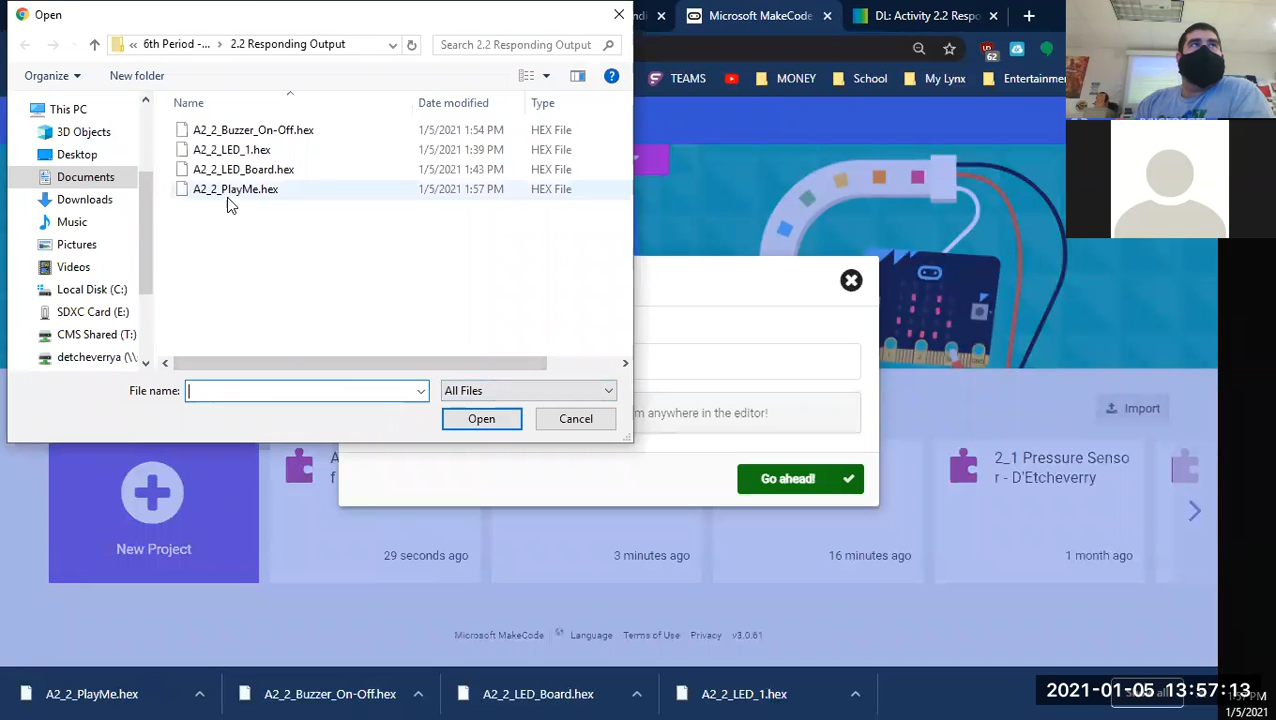 Open
ndi
Microsoft MakeCode
DL: Activity 2.2 Respo
« 6th Period -... > 2.2 Responding Output
Search 2.2 Responding Output
62
Organize
New folder
TEAMS
MONEY
School
My Lynx
Entertainme
Name
Date modified
Type
This PC
3D Objects
Desktop
Documents
Downloads
Music
Pictures
Videos
Local Disk (C:)
SDXC Card (E:)
CMS Shared (T:)
detcheverrya (\\
A2_2_Buzzer_On-Off.hex 1/5/2021 1:54 PM HEX File
A2_2_LED_1.hex 1/5/2021 1:39 PM HEX File
A2_2_LED_Board.hex 1/5/2021 1:43 PM HEX File
A2_2_PlayMe.hex 1/5/2021 1:57 PM HEX File
File name:
All Files
Open
Cancel
m anywhere in the editor!
Import
Go ahead!
New Project
A
f
29 seconds ago
3 minutes ago
16 minutes ago
2_1 Pressure Senso
r - D'Etcheverry
1 month ago
Microsoft MakeCode Language Terms of Use Privacy v3.0.61
A2_2_PlayMe.hex
A2_2_Buzzer_On-Off.hex
A2_2_LED_Board.hex
A2_2_LED_1.hex
2021-01-05 13:57:13
1/5/2021